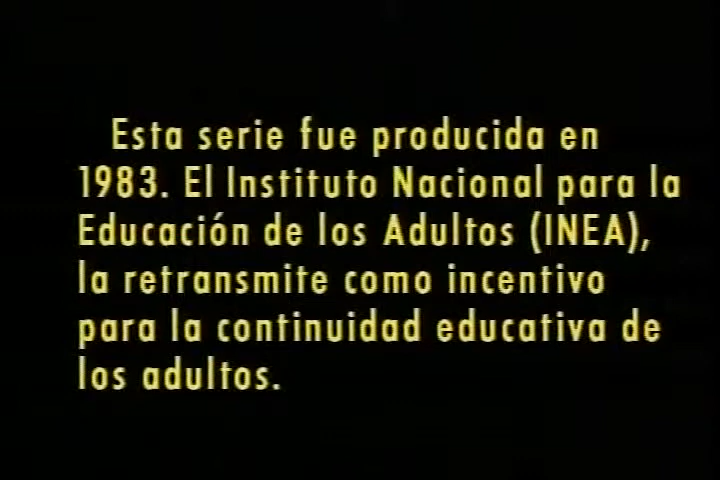 Esta serie fue producida en
1983. El Instituto Nacional para la
Educación de los Adultos (INEA),
la retransmite como incentivo
para la continuidad educativa de
los adultos.